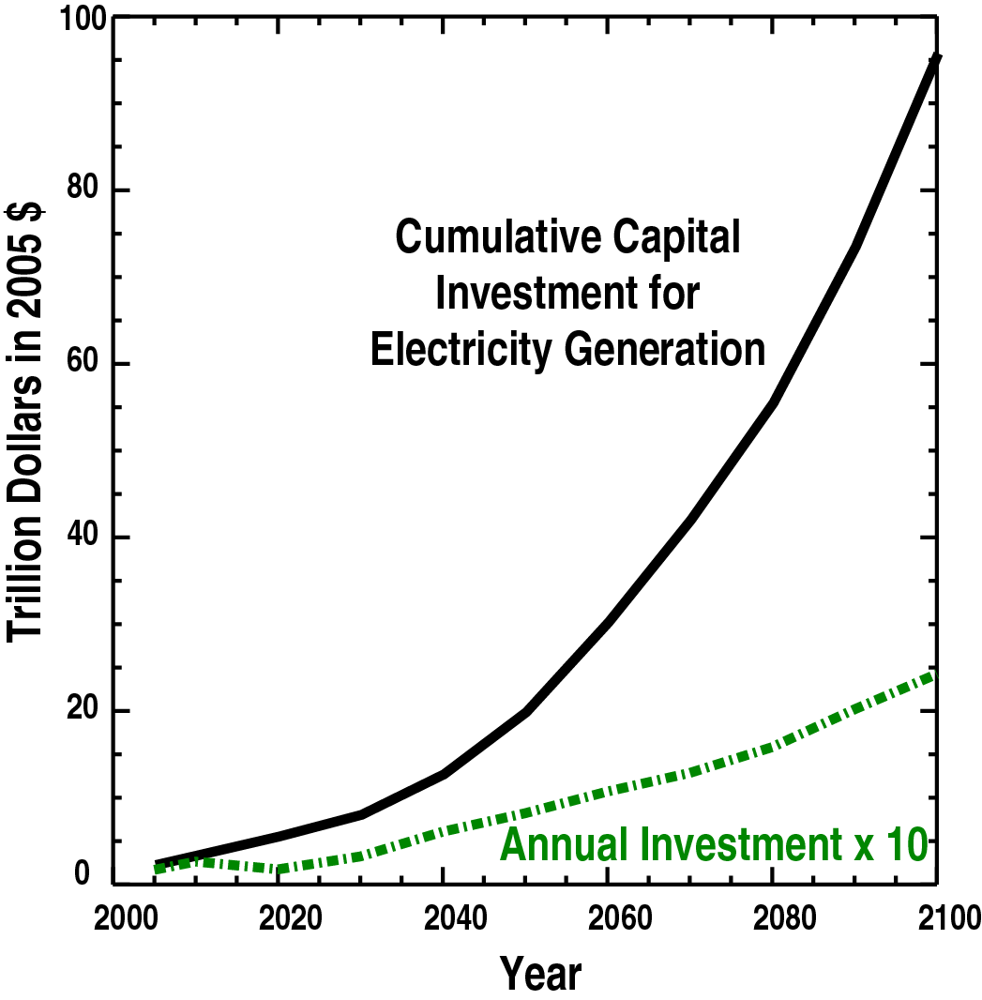 100
80
60
40
20
0
Trillion Dollars in 2005 $
Cumulative Capital
Investment for
Electricity Generation
Annual Investment x 10
2000 2020 2040 2060 2080 2100
Year